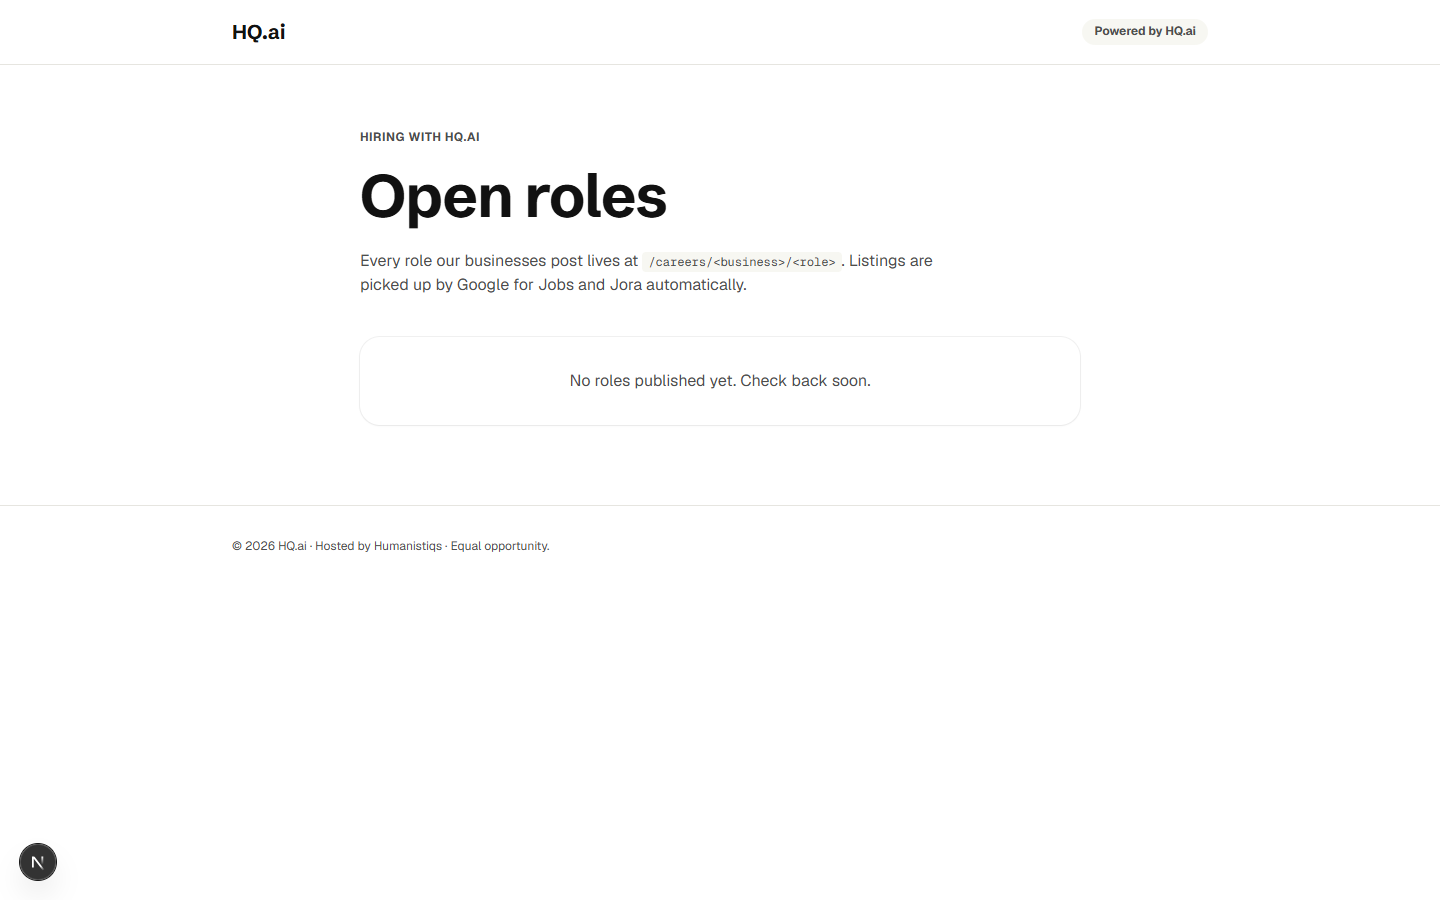 HQ.ai
Powered by HQ.ai
HIRING WITH HQ.AI
Open roles
Every role our businesses post lives at /careers/<business>/<role> . Listings are
picked up by Google for Jobs and Jora automatically.
No roles published yet. Check back soon.
© 2026 HQ.ai · Hosted by Humanistiqs · Equal opportunity.
N